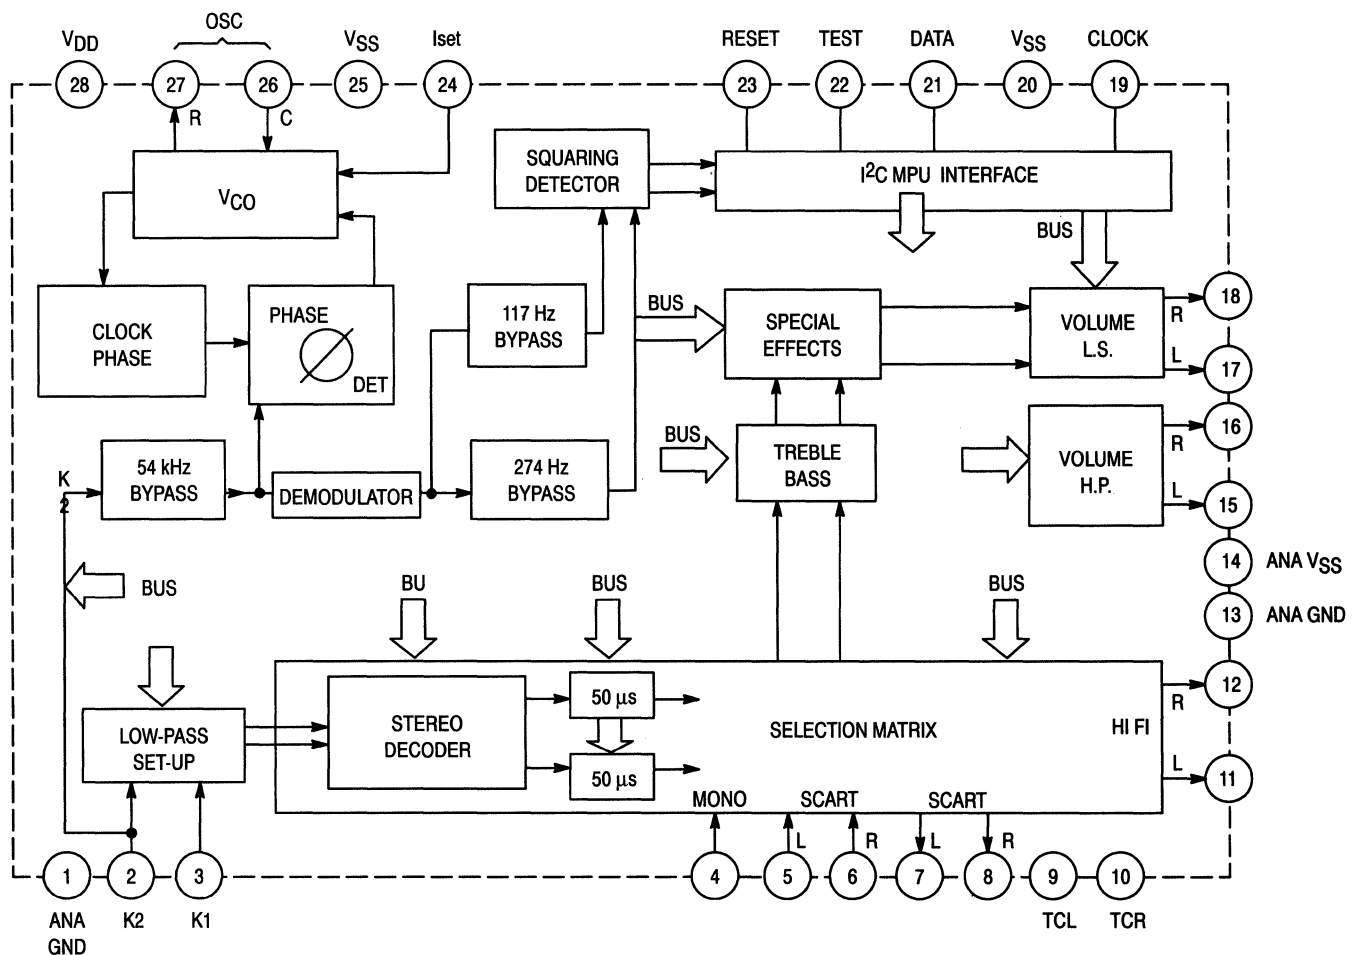 OSC
VDD
VSS
Iset
RESET
TEST
DATA
VSS
CLOCK
28
27
26
25
24
23
22
21
20
19
R
C
SQUARING
DETECTOR
I2C MPU INTERFACE
VCO
BUS
CLOCK
PHASE
PHASE
DET
117 Hz
BYPASS
BUS
SPECIAL
EFFECTS
VOLUME
L.S.
R
18
L
17
K
2
54 kHz
BYPASS
DEMODULATOR
274 Hz
BYPASS
BUS
TREBLE
BASS
VOLUME
H.P.
R
16
L
15
14
ANA VSS
13
ANA GND
BUS
BU
BUS
BUS
LOW-PASS
SET-UP
STEREO
DECODER
50 µs
50 µs
SELECTION MATRIX
HI FI
R
12
L
11
MONO
SCART
SCART
L
R
L
R
1
2
3
4
5
6
7
8
9
10
ANA
GND
K2
K1
TCL
TCR